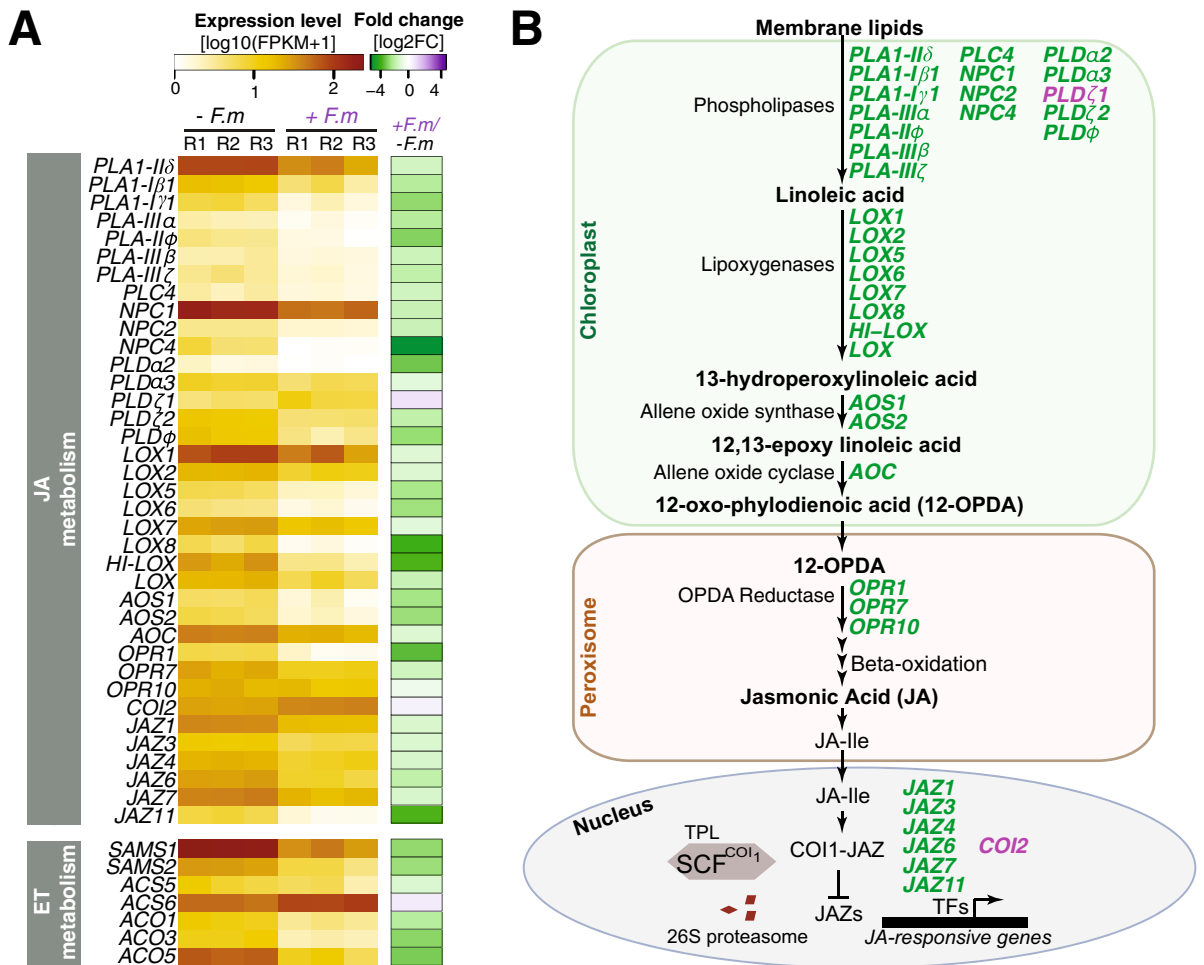 A
Expression level
[log10(FPKM+1]
0 1 2
Fold change
[log2FC]
−4 0 4
- F.m
+ F.m
+F.m/
-F.m
R1 R2 R3 R1 R2 R3
JA
metabolism
PLA1-IIδ
PLA1-Iβ1
PLA1-Iγ1
PLA-IIIα
PLA-IIφ
PLA-IIIβ
PLA-IIIζ
PLC4
NPC1
NPC2
NPC4
PLDα2
PLDα3
PLDζ1
PLDζ2
PLDφ
LOX1
LOX2
LOX5
LOX6
LOX7
LOX8
HI-LOX
LOX
AOS1
AOS2
AOC
OPR1
OPR7
OPR10
COI2
JAZ1
JAZ3
JAZ4
JAZ6
JAZ7
JAZ11
ET
metabolism
SAMS1
SAMS2
ACS5
ACS6
ACO1
ACO3
ACO5
B
Membrane lipids
Chloroplast
Phospholipases
PLA1-IIδ PLC4 PLDα2
PLA1-Iβ1 NPC1 PLDα3
PLA1-Iγ1 NPC2 PLDζ1
PLA-IIIα NPC4 PLDζ2
PLA-IIφ PLDφ
PLA-IIIβ
PLA-IIIζ
Linoleic acid
Lipoxygenases
LOX1
LOX2
LOX5
LOX6
LOX7
LOX8
HI−LOX
LOX
13-hydroperoxylinoleic acid
Allene oxide synthase
AOS1
AOS2
12,13-epoxy linoleic acid
Allene oxide cyclase
AOC
12-oxo-phylodienoic acid (12-OPDA)
Peroxisome
12-OPDA
OPDA Reductase
OPR1
OPR7
OPR10
Beta-oxidation
Jasmonic Acid (JA)
JA-Ile
Nucleus
JA-Ile
TPL
SCFCOI1
COI1-JAZ
JAZs
26S proteasome
JAZ1
JAZ3
JAZ4
JAZ6
JAZ7
JAZ11
COI2
TFs
JA-responsive genes